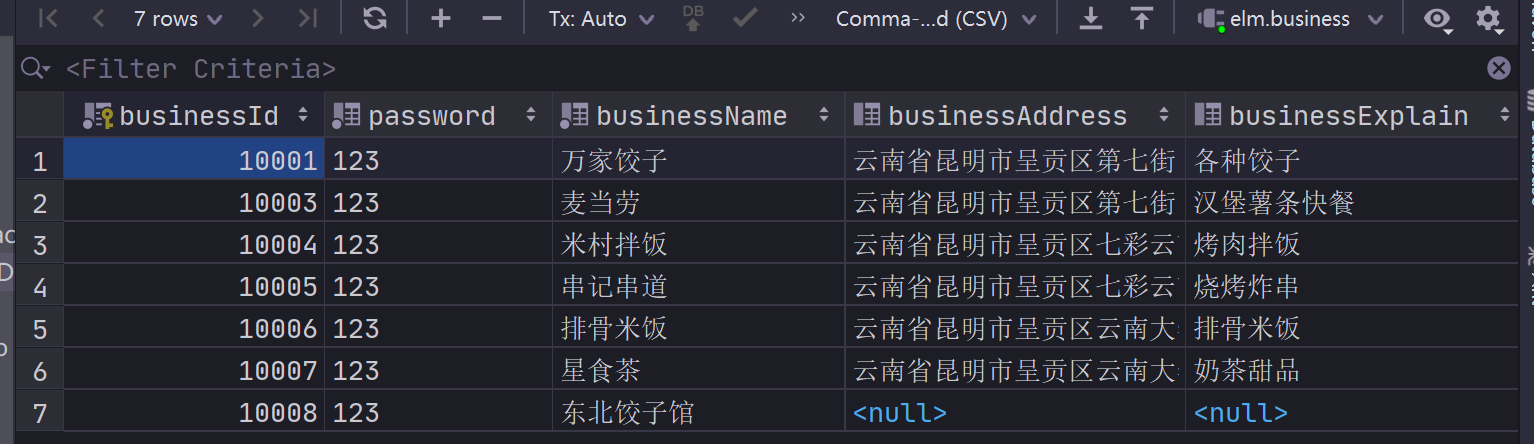 7 rows Tx: Auto DB Comma-...d (CSV) elm.business
<Filter Criteria>
businessId password businessName businessAddress businessExplain
1 10001 123 万家饺子 云南省昆明市呈贡区第七街 各种饺子
2 10003 123 麦当劳 云南省昆明市呈贡区第七街 汉堡薯条快餐
3 10004 123 米村拌饭 云南省昆明市呈贡区七彩云 烤肉拌饭
4 10005 123 串记串道 云南省昆明市呈贡区七彩云 烧烤炸串
5 10006 123 排骨米饭 云南省昆明市呈贡区云南大 排骨米饭
6 10007 123 星食茶 云南省昆明市呈贡区云南大 奶茶甜品
7 10008 123 东北饺子馆 <null> <null>